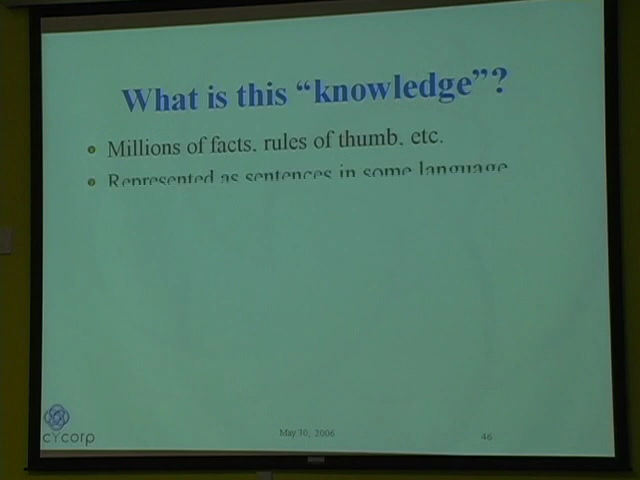 What is this “knowledge”?
Millions of facts, rules of thumb, etc.
Represented as sentences in some language
cycorp
May 30, 2006
46